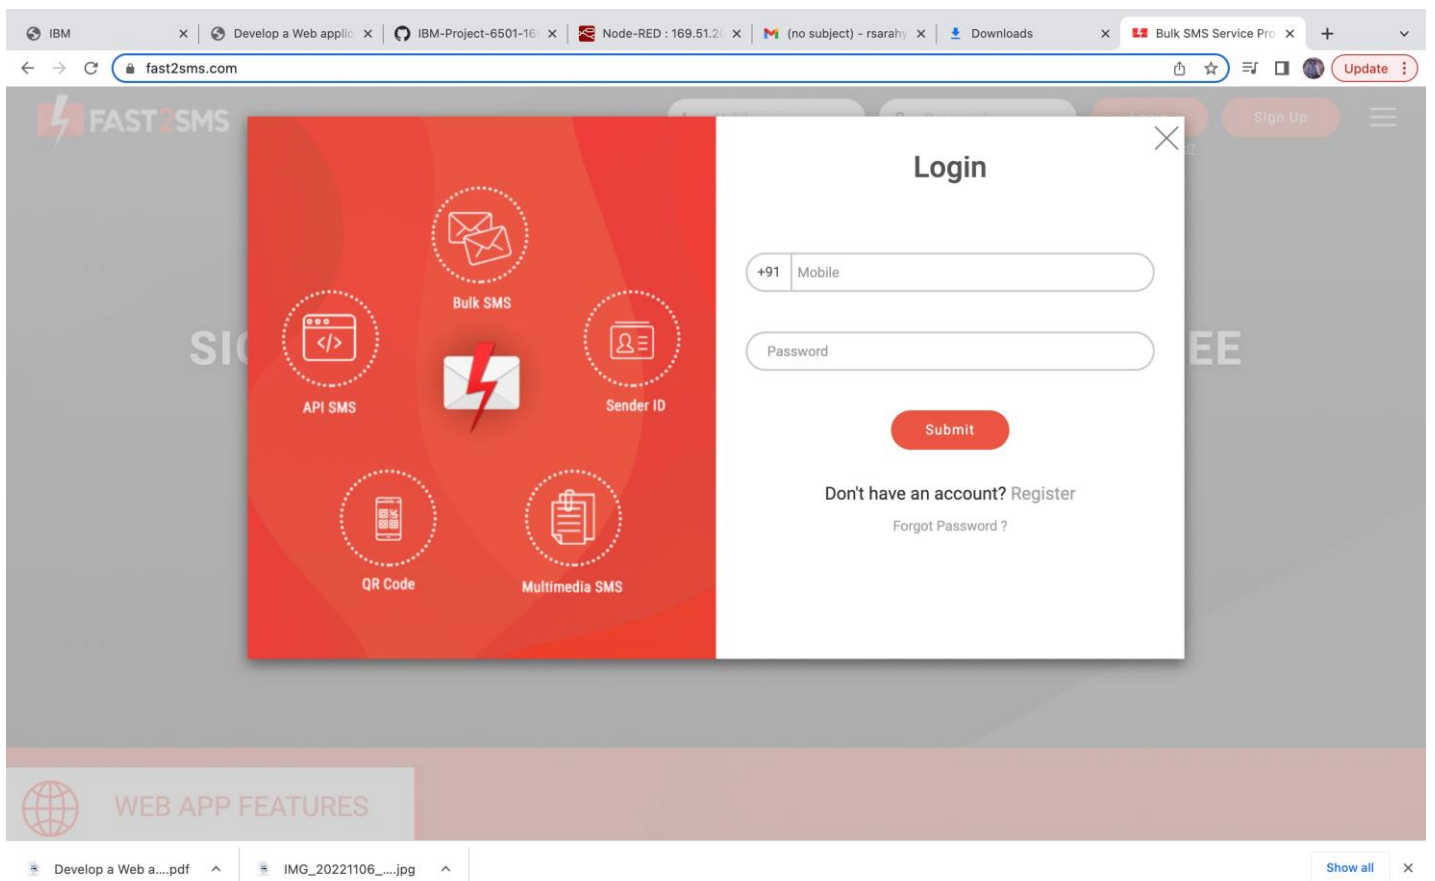 IBM
Develop a Web applic
IBM-Project-6501-16
Node-RED : 169.51.2
(no subject) - rsarahy
Downloads
Bulk SMS Service Pro
fast2sms.com
Update
FAST2SMS
Sign Up
Login
+91 Mobile
Password
Submit
Don't have an account? Register
Forgot Password ?
Bulk SMS
API SMS
Sender ID
QR Code
Multimedia SMS
SI
EE
WEB APP FEATURES
Develop a Web a....pdf
IMG_20221106_....jpg
Show all